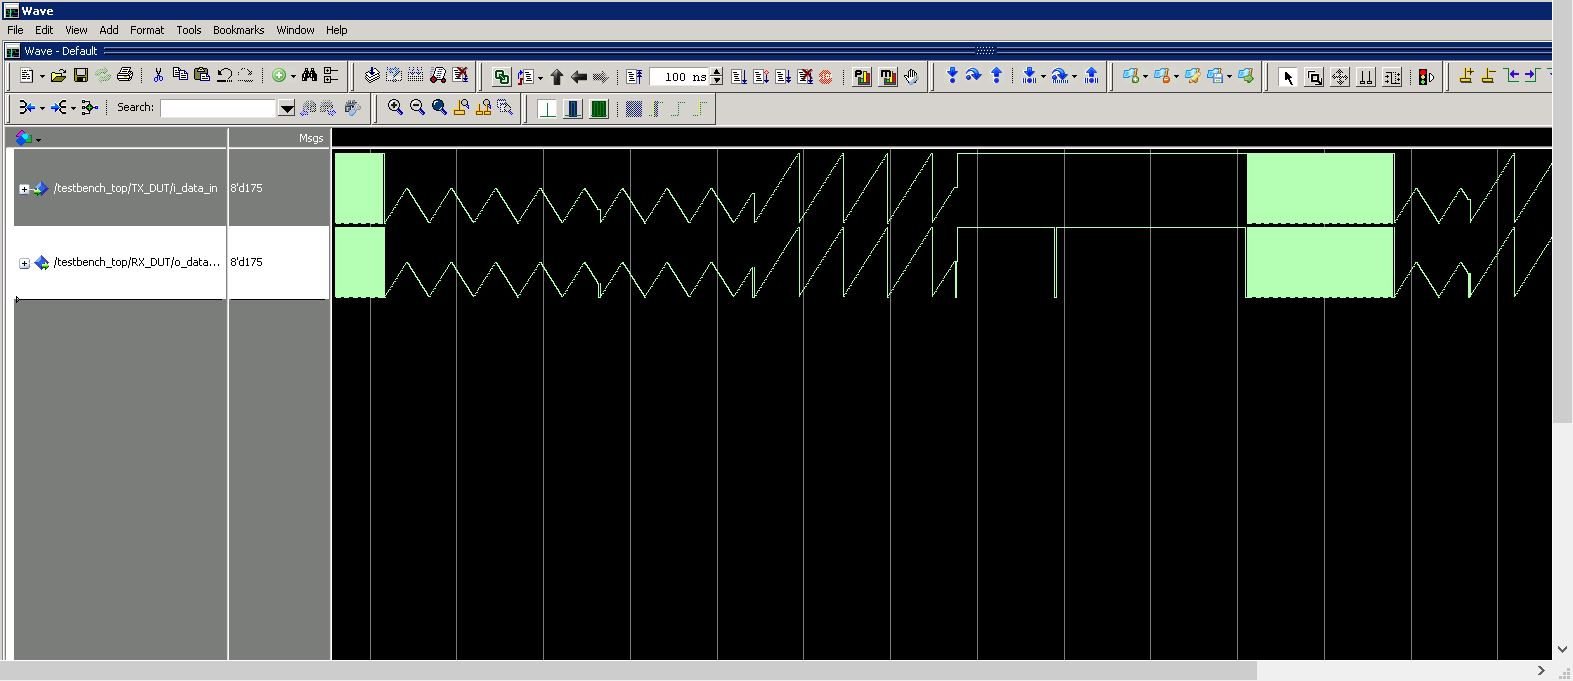 Wave
File Edit View Add Format Tools Bookmarks Window Help
Wave - Default
100 ns
Search:
Msgs
/testbench_top/TX_DUT/i_data_in 8'd175
/testbench_top/RX_DUT/o_data... 8'd175